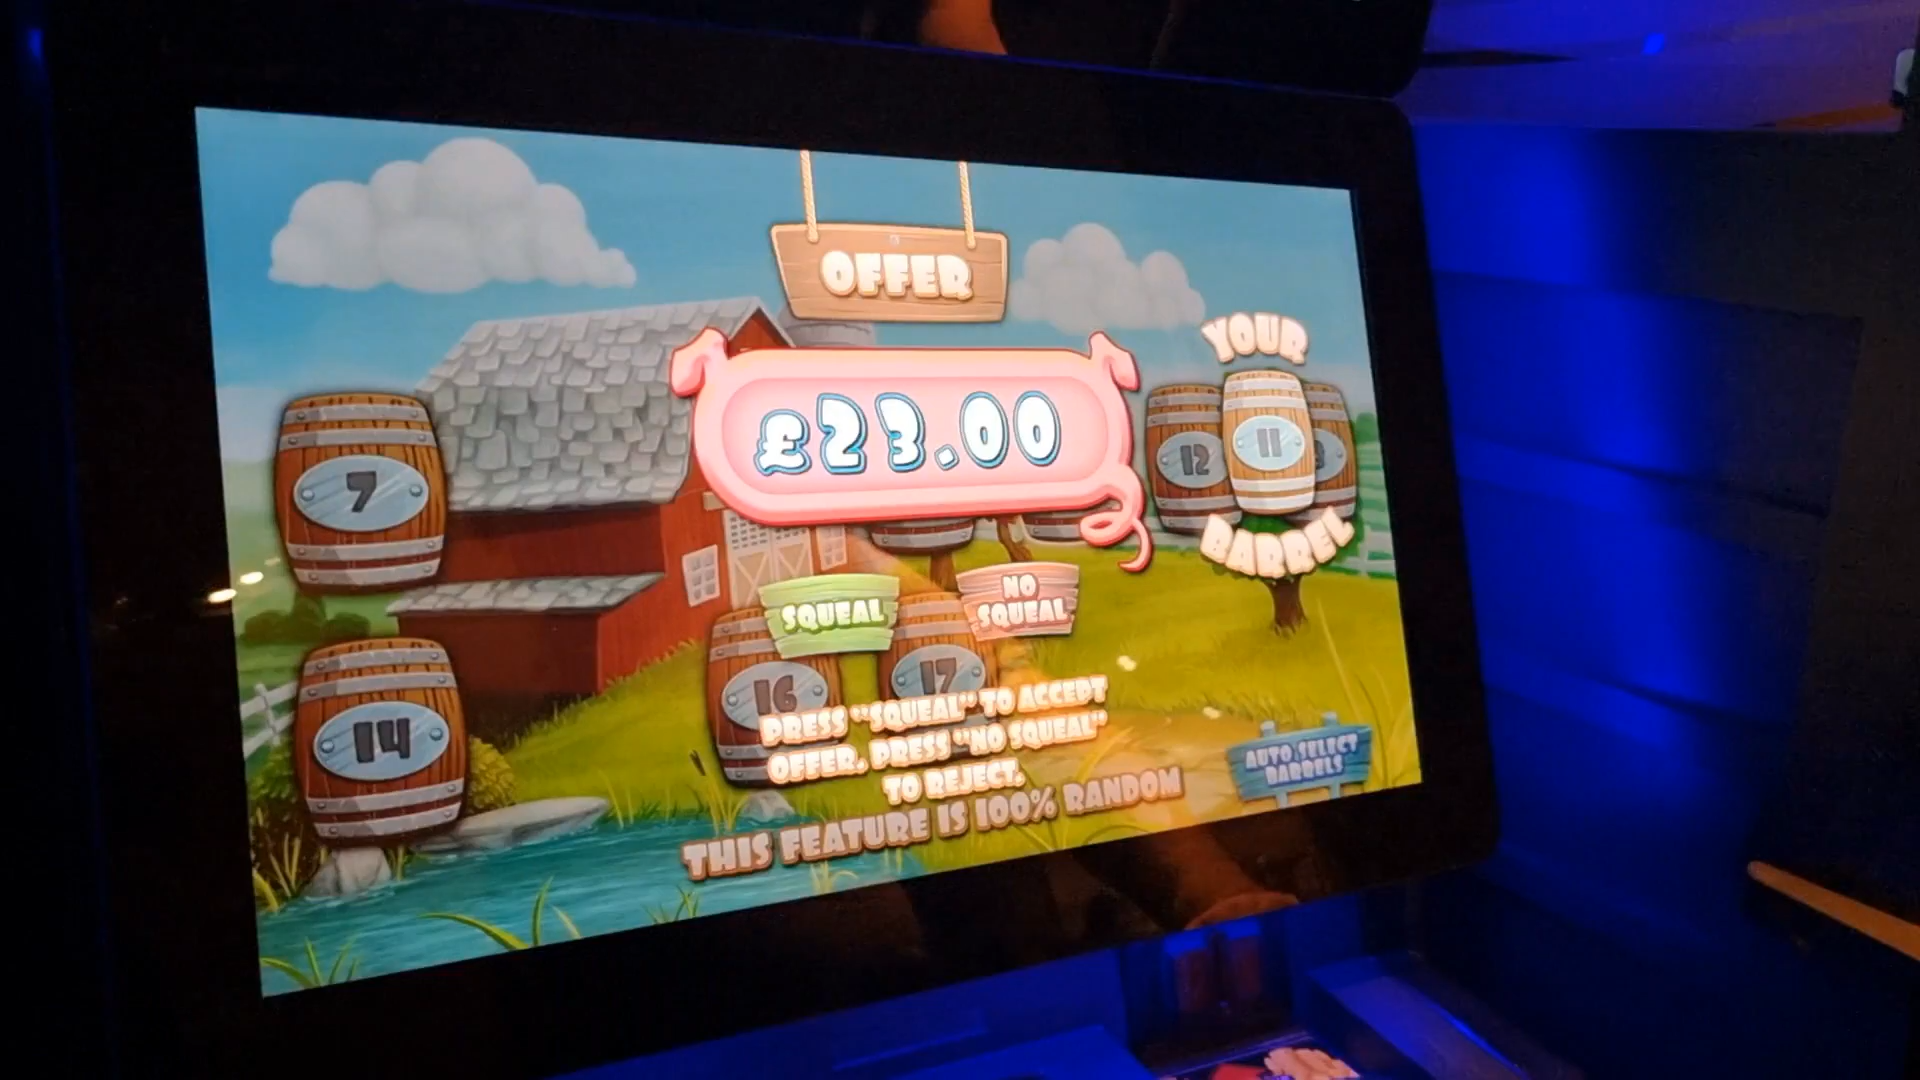 OFFER
£23.00
YOUR
7
12
11
BARREL
SQUEAL
NO
SQUEAL
14
16
17
PRESS "SQUEAL" TO ACCEPT
OFFER. PRESS "NO SQUEAL"
TO REJECT.
THIS FEATURE IS 100% RANDOM
AUTO SELECT
BARRELS